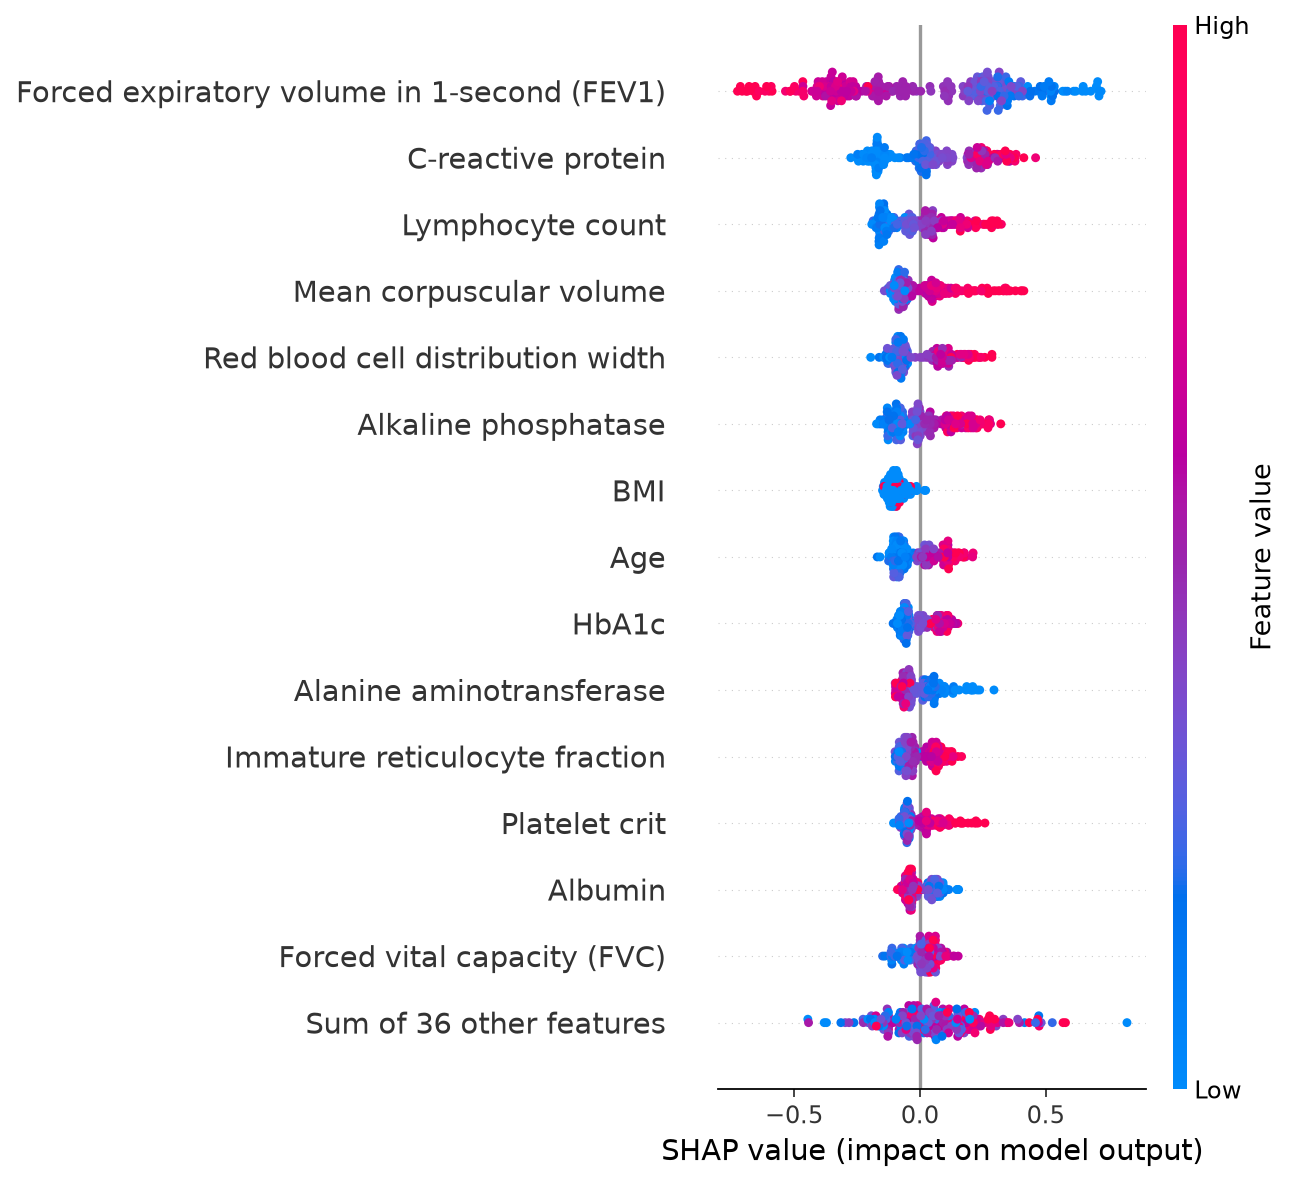 High
Forced expiratory volume in 1-second (FEV1)
C-reactive protein
Lymphocyte count
Mean corpuscular volume
Red blood cell distribution width
Alkaline phosphatase
BMI
Age
HbA1c
Alanine aminotransferase
Immature reticulocyte fraction
Platelet crit
Albumin
Forced vital capacity (FVC)
Sum of 36 other features
Feature value
Low
−0.5 0.0 0.5
SHAP value (impact on model output)